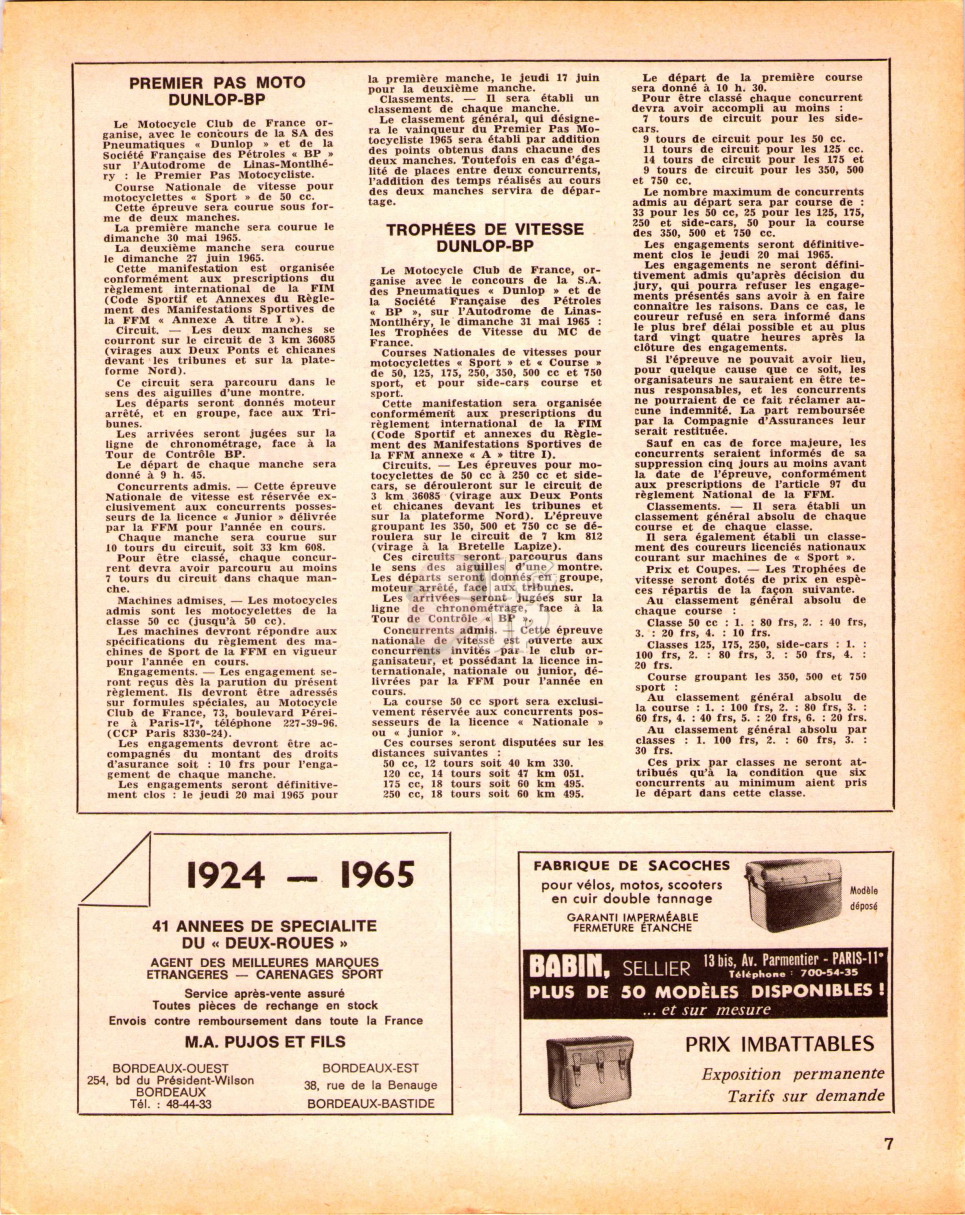 PREMIER PAS MOTO
DUNLOP-BP
Le Motocycle Club de France or-
ganise, avec le concours de la SA des
Pneumatiques « Dunlop » et de la
Société Française des Pétroles « BP »
sur l'Autodrome de Linas-Montlhé-
ry : le Premier Pas Motocycliste.
Course Nationale de vitesse pour
motocyclettes « Sport » de 50 cc.
Cette épreuve sera courue sous for-
me de deux manches.
La première manche sera courue le
dimanche 30 mai 1965.
La deuxième manche sera courue
le dimanche 27 juin 1965.
Cette manifestation est organisée
conformément aux prescriptions du
règlement international de la FIM
(Code Sportif et Annexes du Règle-
ment des Manifestations Sportives de
la FFM « Annexe A titre I »).
Circuit. — Les deux manches se
courront sur le circuit de 3 km 36085
(virages aux Deux Ponts et chicanes
devant les tribunes et sur la plate-
forme Nord).
Ce circuit sera parcouru dans le
sens des aiguilles d'une montre.
Les départs seront donnés moteur
arrêté, et en groupe, face aux Tri-
bunes.
Les arrivées seront jugées sur la
ligne de chronométrage, face à la
Tour de Contrôle BP.
Le départ de chaque manche sera
donné à 9 h. 45.
Concurrents admis. — Cette épreuve
Nationale de vitesse est réservée ex-
clusivement aux concurrents posses-
seurs de la licence « Junior » délivrée
par la FFM pour l'année en cours.
Chaque manche sera courue sur
10 tours du circuit, soit 33 km 608.
Pour être classé, chaque concur-
rent devra avoir parcouru au moins
7 tours du circuit dans chaque man-
che.
Machines admises. — Les motocycles
admis sont les motocyclettes de la
classe 50 cc (jusqu'à 50 cc).
Les machines devront répondre aux
spécifications du règlement des ma-
chines de Sport de la FFM en vigueur
pour l'année en cours.
Engagements. — Les engagement se-
ront reçus dès la parution du présent
règlement. Ils devront être adressés
sur formules spéciales, au Motocycle
Club de France, 73, boulevard Pérei-
re à Paris-17e, téléphone 227-39-96.
(CCP Paris 8330-24).
Les engagements devront être ac-
compagnés du montant des droits
d'asurance soit : 10 frs pour l'enga-
gement de chaque manche.
Les engagements seront définitive-
ment clos : le jeudi 20 mai 1965 pour
la première manche, le jeudi 17 juin
pour la deuxième manche.
Classements. — Il sera établi un
classement de chaque manche.
Le classement général, qui désigne-
ra le vainqueur du Premier Pas Mo-
tocycliste 1965 sera établi par addition
des points obtenus dans chacune des
deux manches. Toutefois en cas d'éga-
lité de places entre deux concurrents,
l'addition des temps réalisés au cours
des deux manches servira de dépar-
tage.
TROPHÉES DE VITESSE
DUNLOP-BP
Le Motocycle Club de France, or-
ganise avec le concours de la S.A.
des Pneumatiques « Dunlop » et de
la Société Française des Pétroles
« BP », sur l'Autodrome de Linas-
Montlhéry, le dimanche 31 mai 1965 :
les Trophées de Vitesse du MC de
France.
Courses Nationales de vitesses pour
motocyclettes « Sport » et « Course »
de 50, 125, 175, 250, 350, 500 cc et 750
sport, et pour side-cars course et
sport.
Cette manifestation sera organisée
conformément aux prescriptions du
règlement international de la FIM
(Code Sportif et annexes du Règle-
ment des Manifestations Sportives de
la FFM annexe « A » titre I).
Circuits. — Les épreuves pour mo-
tocyclettes de 50 cc à 250 cc et side-
cars, se dérouleront sur le circuit de
3 km 36085 (virage aux Deux Ponts
et chicanes devant les tribunes et
sur la plateforme Nord). L'épreuve
groupant les 350, 500 et 750 cc se dé-
roulera sur le circuit de 7 km 812
(virage à la Bretelle Lapize).
Ces circuits seront parcourus dans
le sens des aiguilles d'une montre.
Les départs seront donnés en groupe,
moteur arrêté, face aux tribunes.
Les arrivées seront jugées sur la
ligne de chronométrage, face à la
Tour de Contrôle « BP ».
Concurrents admis. — Cette épreuve
nationale de vitesse est ouverte aux
concurrents invités par le club or-
ganisateur, et possédant la licence in-
ternationale, nationale ou junior, dé-
livrées par la FFM pour l'année en
cours.
La course 50 cc sport sera exclusi-
vement réservée aux concurrents pos-
sesseurs de la licence « Nationale »
ou « junior ».
Ces courses seront disputées sur les
distances suivantes :
50 cc, 12 tours soit 40 km 330.
120 cc, 14 tours soit 47 km 051.
175 cc, 18 tours soit 60 km 495.
250 cc, 18 tours soit 60 km 495.
Le départ de la première course
sera donné à 10 h. 30.
Pour être classé chaque concurrent
devra avoir accompli au moins :
7 tours de circuit pour les side-
cars.
9 tours de circuit pour les 50 cc.
11 tours de circuit pour les 125 cc.
14 tours de circuit pour les 175 et
9 tours de circuit pour les 350, 500
et 750 cc.
Le nombre maximum de concurrents
admis au départ sera par course de :
33 pour les 50 cc, 25 pour les 125, 175,
250 et side-cars, 50 pour la course
des 350, 500 et 750 cc.
Les engagements seront définitive-
ment clos le jeudi 20 mai 1965.
Les engagements ne seront défini-
tivement admis qu'après décision du
jury, qui pourra refuser les engage-
ments présentés sans avoir à en faire
connaître les raisons. Dans ce cas, le
coureur refusé en sera informé dans
le plus bref délai possible et au plus
tard vingt quatre heures après la
clôture des engagements.
Si l'épreuve ne pouvait avoir lieu,
pour quelque cause que ce soit, les
organisateurs ne sauraient en être te-
nus responsables, et les concurrents
ne pourraient de ce fait réclamer au-
cune indemnité. La part remboursée
par la Compagnie d'Assurances leur
serait restituée.
Sauf en cas de force majeure, les
concurrents seraient informés de sa
suppression cinq jours au moins avant
la date de l'épreuve, conformément
aux prescriptions de l'article 97 du
règlement National de la FFM.
Classements. — Il sera établi un
classement général absolu de chaque
course et de chaque classe.
Il sera également établi un classe-
ment des coureurs licenciés nationaux
courant sur machines de « Sport ».
Prix et Coupes. — Les Trophées de
vitesse seront dotés de prix en espè-
ces répartis de la façon suivante.
Au classement général absolu de
chaque course :
Classe 50 cc : 1. : 80 frs, 2. : 40 frs,
3. : 20 frs, 4. : 10 frs.
Classes 125, 175, 250, side-cars : 1. :
100 frs, 2. : 80 frs, 3. : 50 frs, 4. :
20 frs.
Course groupant les 350, 500 et 750
sport :
Au classement général absolu de
la course : 1. : 100 frs, 2. : 80 frs, 3. :
60 frs, 4. : 40 frs, 5. : 20 frs, 6. : 20 frs.
Au classement général absolu par
classes : 1. 100 frs, 2. : 60 frs, 3. :
30 frs.
Ces prix par classes ne seront at-
tribués qu'à la condition que six
concurrents au minimum aient pris
le départ dans cette classe.
1924 — 1965
41 ANNEES DE SPECIALITE
DU « DEUX-ROUES »
AGENT DES MEILLEURES MARQUES
ETRANGERES — CARENAGES SPORT
Service après-vente assuré
Toutes pièces de rechange en stock
Envois contre remboursement dans toute la France
M.A. PUJOS ET FILS
BORDEAUX-OUEST
254, bd du Président-Wilson
BORDEAUX
Tél. : 48-44-33
BORDEAUX-EST
38, rue de la Benauge
BORDEAUX-BASTIDE
FABRIQUE DE SACOCHES
pour vélos, motos, scooters
en cuir double tannage
GARANTI IMPERMÉABLE
FERMETURE ÉTANCHE
Modèle
déposé
BABIN, SELLIER 13 bis, Av. Parmentier - PARIS-11e
Téléphone : 700-54-35
PLUS DE 50 MODÈLES DISPONIBLES !
... et sur mesure
PRIX IMBATTABLES
Exposition permanente
Tarifs sur demande
7